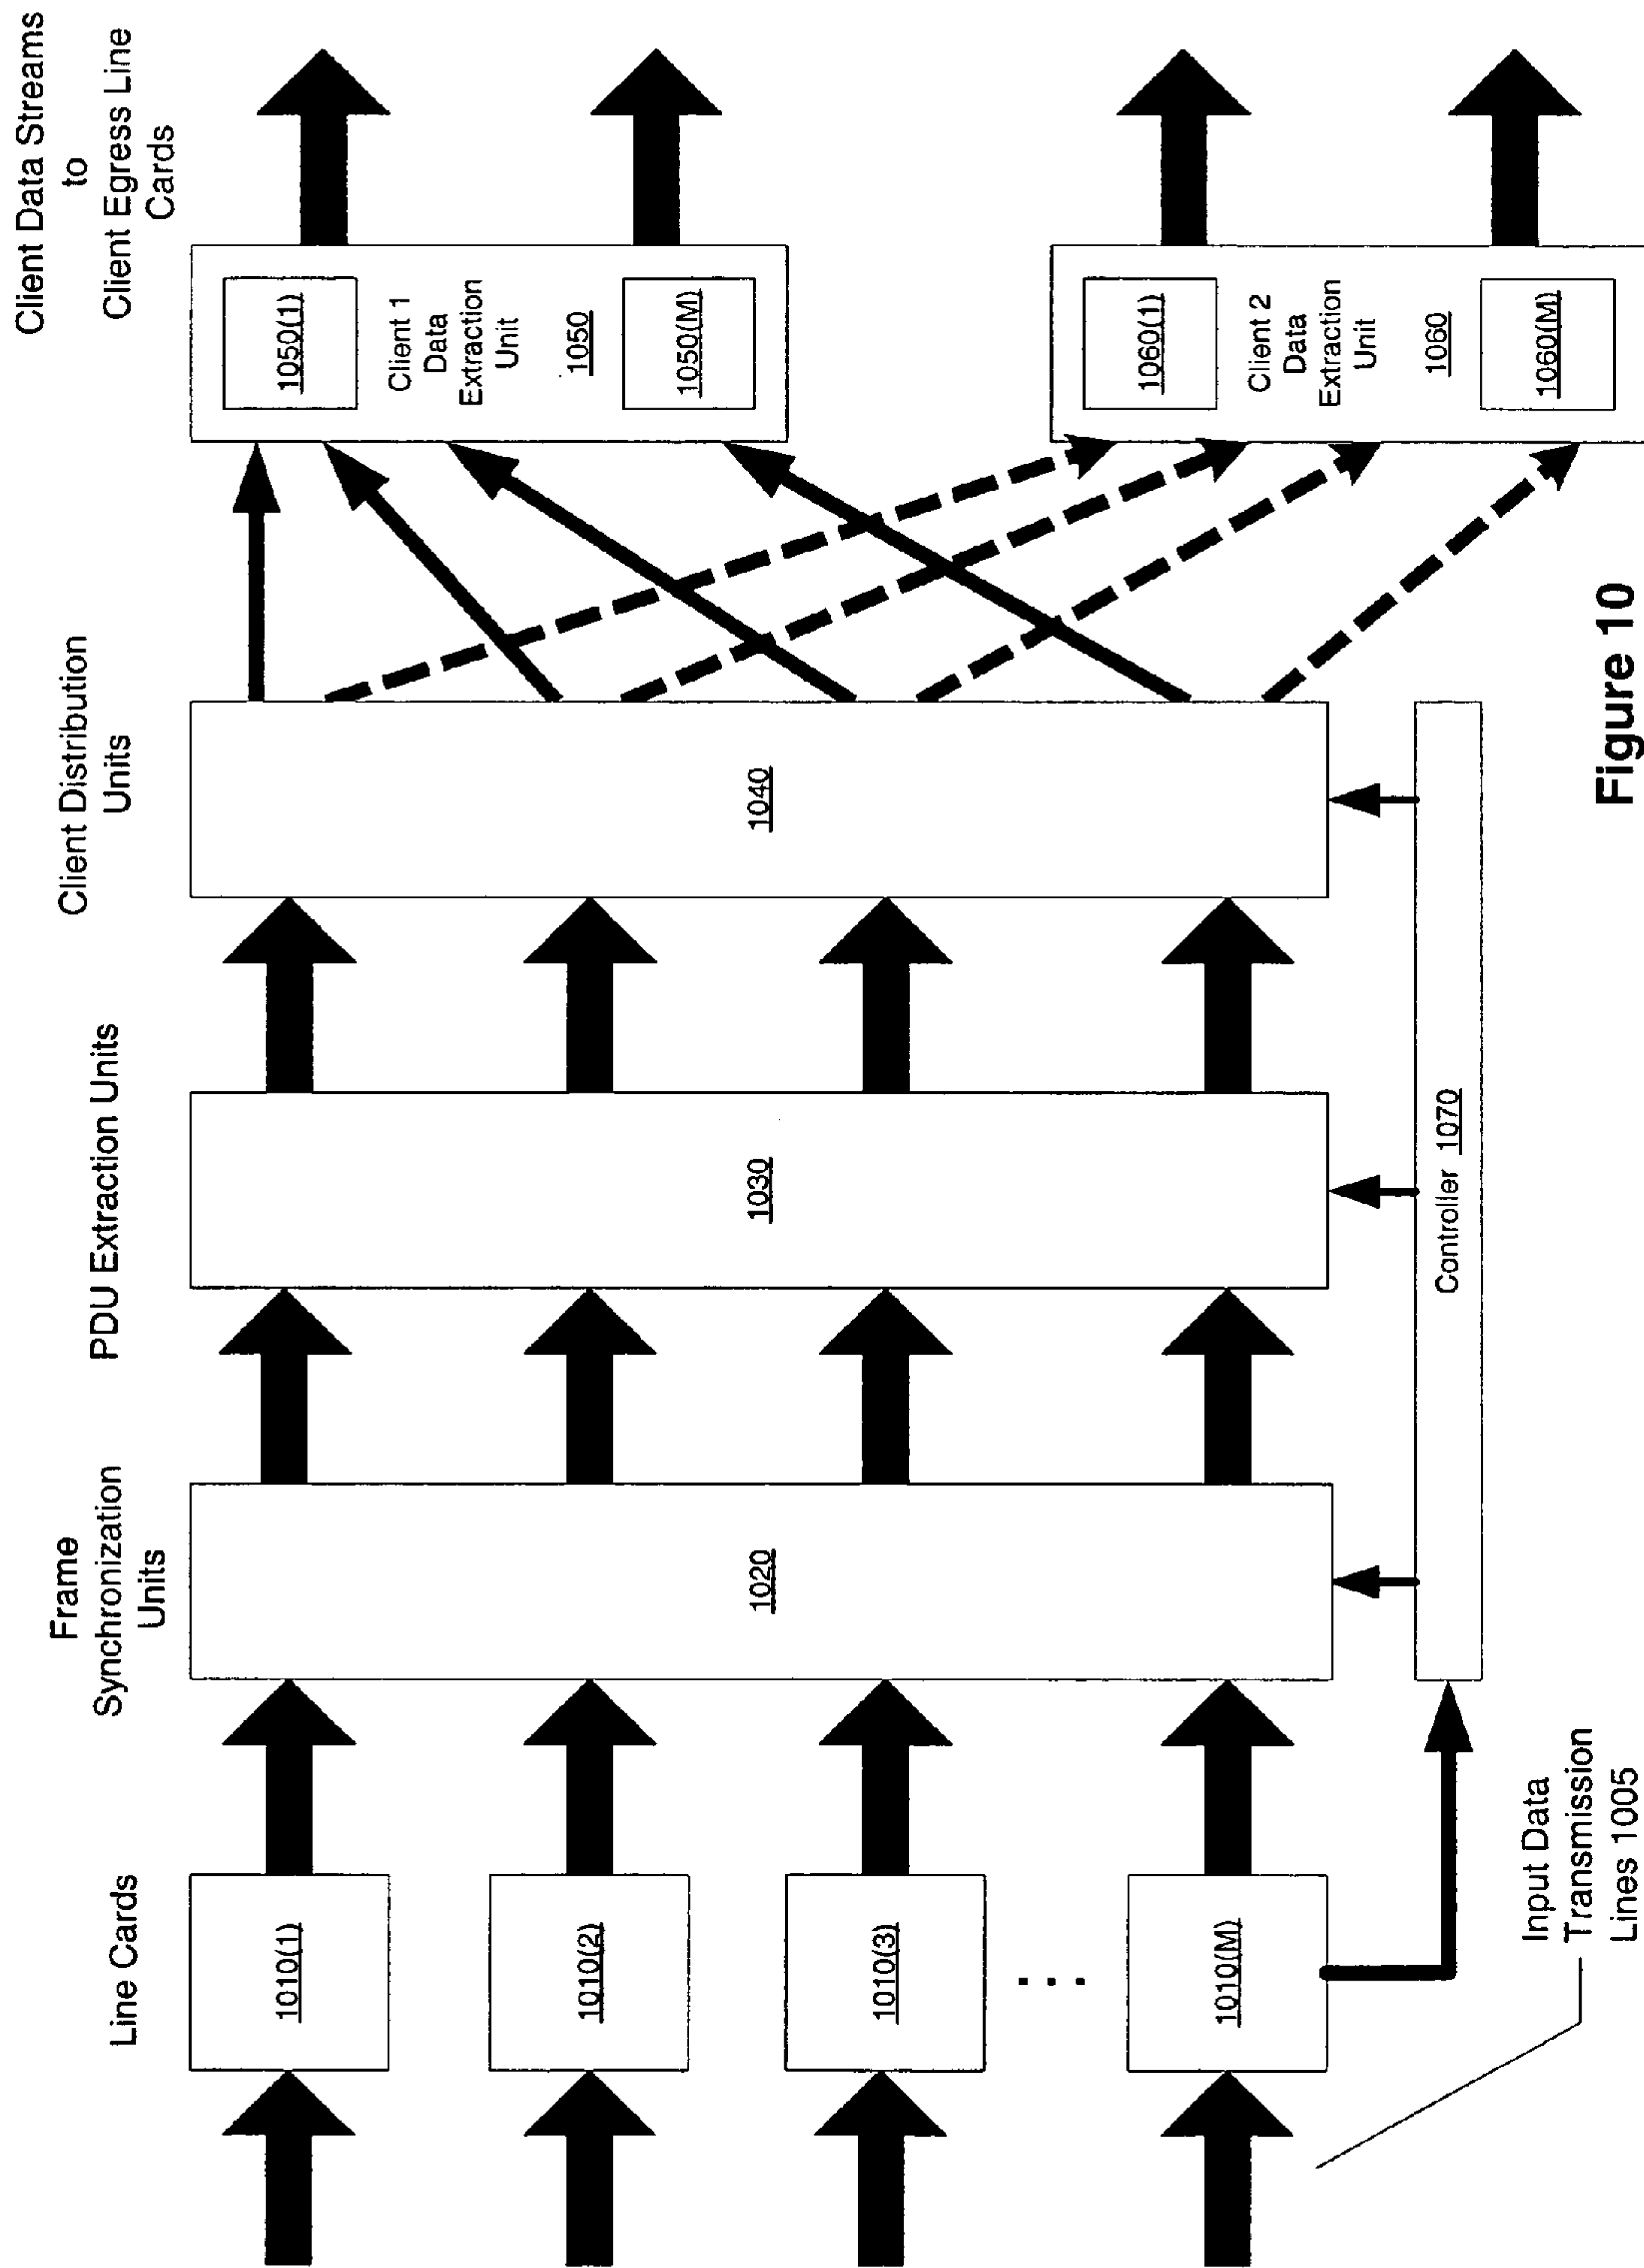 Line Cards
1010(1)
1010(2)
1010(3)
. . .
1010(M)
Input Data
Transmission
Lines 1005
Frame
Synchronization
Units
1020
PDU Extraction Units
1030
Client Distribution
Units
1040
Controller 1070
Client Data Streams
to
Client Egress Line
Cards
1050(1)
Client 1
Data
Extraction
Unit
1050
1050(M)
1060(1)
Client 2
Data
Extraction
Unit
1060
1060(M)
Figure 10